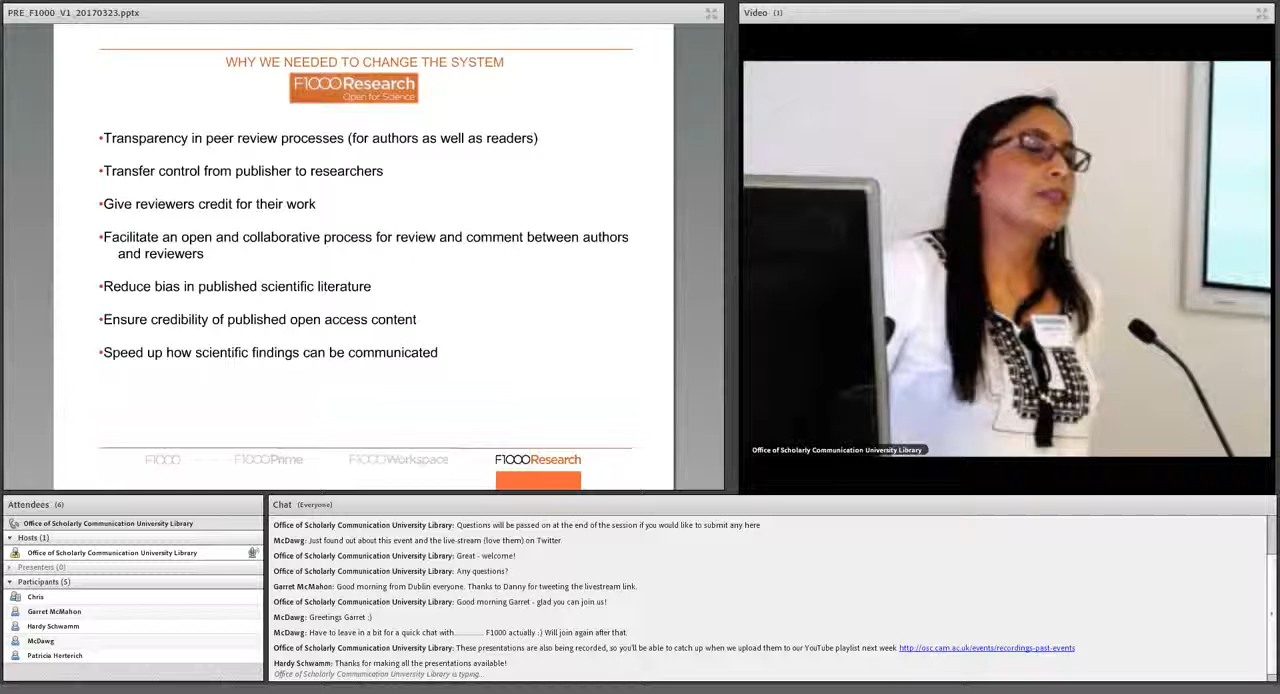 PRE_F1000 _V1_20170323.pptx
WHY WE NEEDED TO CHANGE THE SYSTEM
F1000Research
Open for Science
•Transparency in peer review processes (for authors as well as readers)
•Transfer control from publisher to researchers
•Give reviewers credit for their work
•Facilitate an open and collaborative process for review and comment between authors
and reviewers
•Reduce bias in published scientific literature
•Ensure credibility of published open access content
•Speed up how scientific findings can be communicated
F1000 F1000Prime F1000Workspace F1000Research
Video (1)
Office of Scholarly Communication University Library
Attendees (6)
Office of Scholarly Communication University Library
Hosts (1)
Office of Scholarly Communication University Library
Presenters (0)
Participants (5)
Chris
Garret McMahon
Hardy Schwamm
McDawg
Patricia Herterich
Chat (Everyone)
Office of Scholarly Communication University Library: Questions will be passed on at the end of the session if you would like to submit any here
McDawg: Just found out about this event and the live-stream (love them) on Twitter
Office of Scholarly Communication University Library: Great - welcome!
Office of Scholarly Communication University Library: Any questions?
Garret McMahon: Good morning from Dublin everyone. Thanks to Danny for tweeting the livestream link.
Office of Scholarly Communication University Library: Good morning Garret - glad you can join us!
McDawg: Greetings Garret :)
McDawg: Have to leave in a bit for a quick chat with............... F1000 actually :) Will join again after that
Office of Scholarly Communication University Library: These presentations are also being recorded, so you'll be able to catch up when we upload them to our YouTube playlist next week http://osc.cam.ac.uk/events/recordings-past-events
Hardy Schwamm: Thanks for making all the presentations available!
Office of Scholarly Communication University Library is typing...